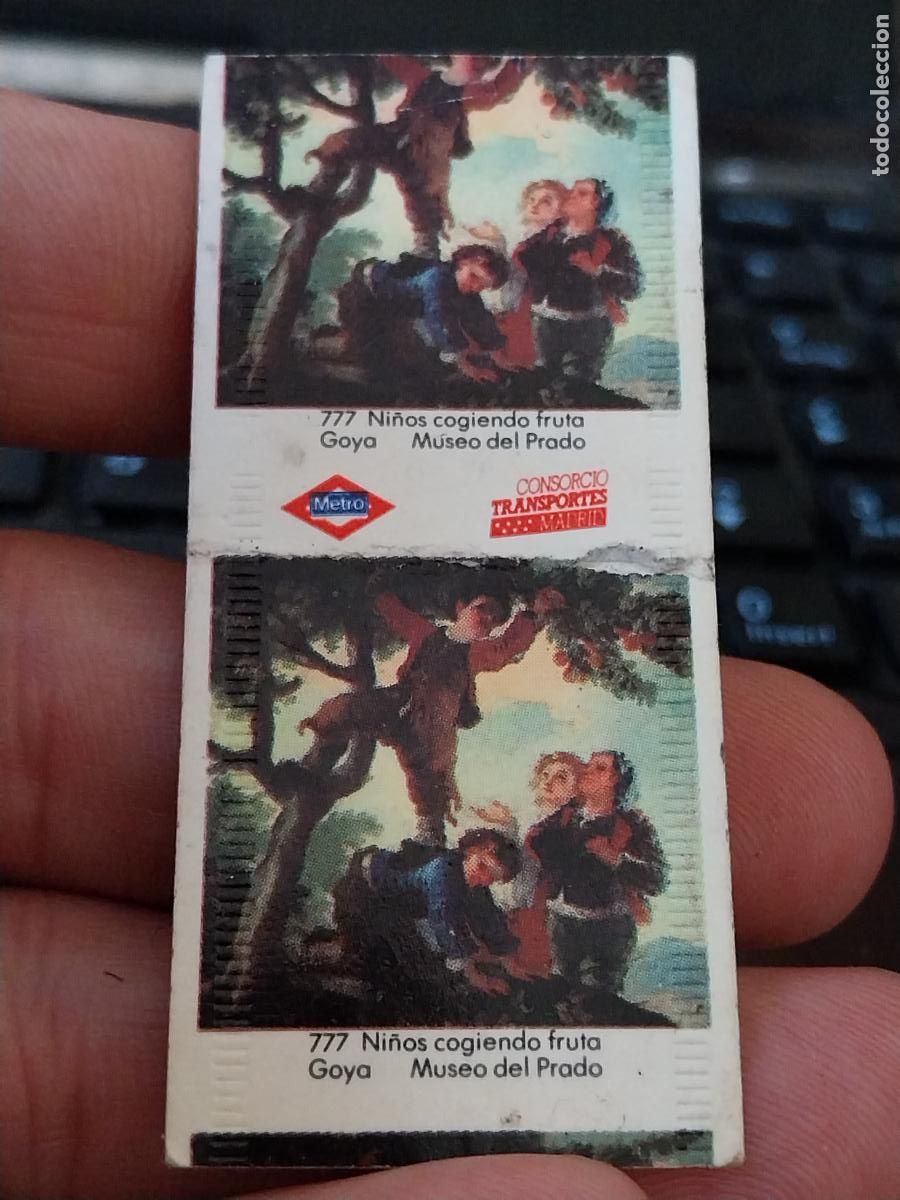 todocoleccion
777 Niños cogiendo fruta
Goya Museo del Prado
Metro
CONSORCIO
TRANSPORTES
MADRID
777 Niños cogiendo fruta
Goya Museo del Prado